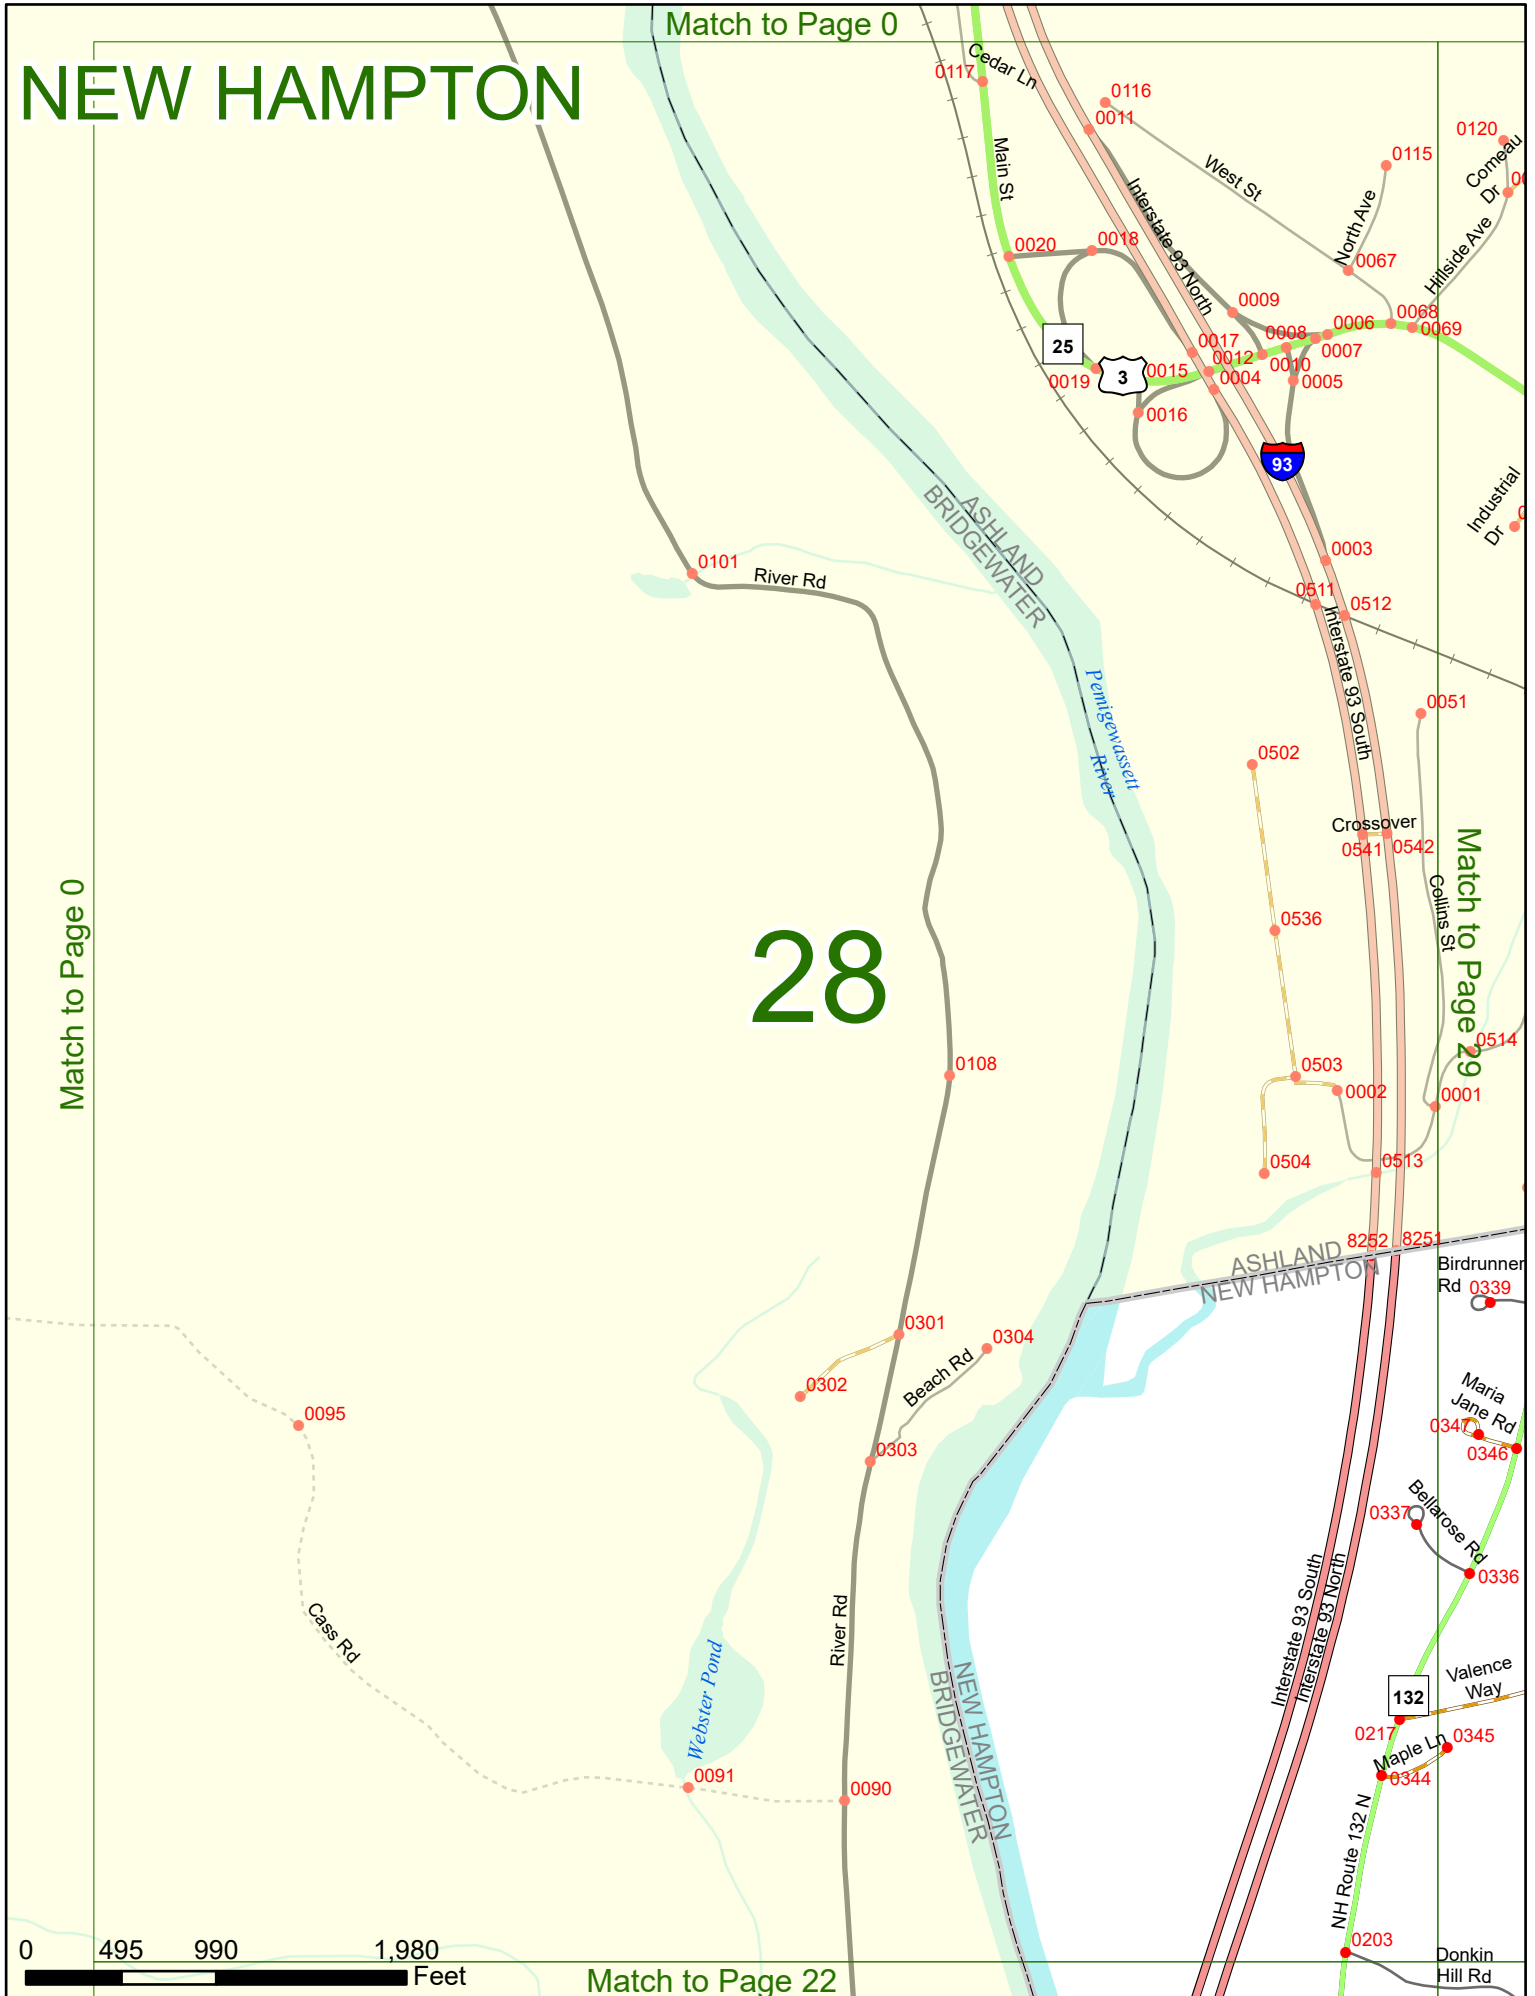 Match to Page 0
NEW HAMPTON
Cedar Ln
0117
0116
0011
0120
Comeau
Dr
0115
West St
Main St
North Ave
Hillside Ave
Interstate 93 North
0020
0018
0067
0009
0068
0069
0006
0008
0007
0017
0012
0010
25
3
0019
0015
0004
0005
0016
93
Industrial
Dr
ASHLAND
BRIDGEWATER
0003
0101
River Rd
0511
0512
Interstate 93 South
Pemigewassett
River
0051
0502
Crossover
0541
0542
Match to Page 0
Match to Page 29
Collins St
28
0536
0514
0108
0503
0002
0001
0504
0513
8252
8251
ASHLAND
NEW HAMPTON
Birdrunner
Rd
0339
0301
0304
Beach Rd
0302
Maria
Jane Rd
0095
0347
0346
0303
Bellarose Rd
0337
0336
Cass Rd
River Rd
Interstate 93 South
Interstate 93 North
Webster Pond
NEW HAMPTON
BRIDGEWATER
Valence
Way
132
0217
Maple Ln
0345
0344
0091
0090
NH Route 132 N
0203
Donkin
Hill Rd
0 495 990 1,980
Feet
Match to Page 22